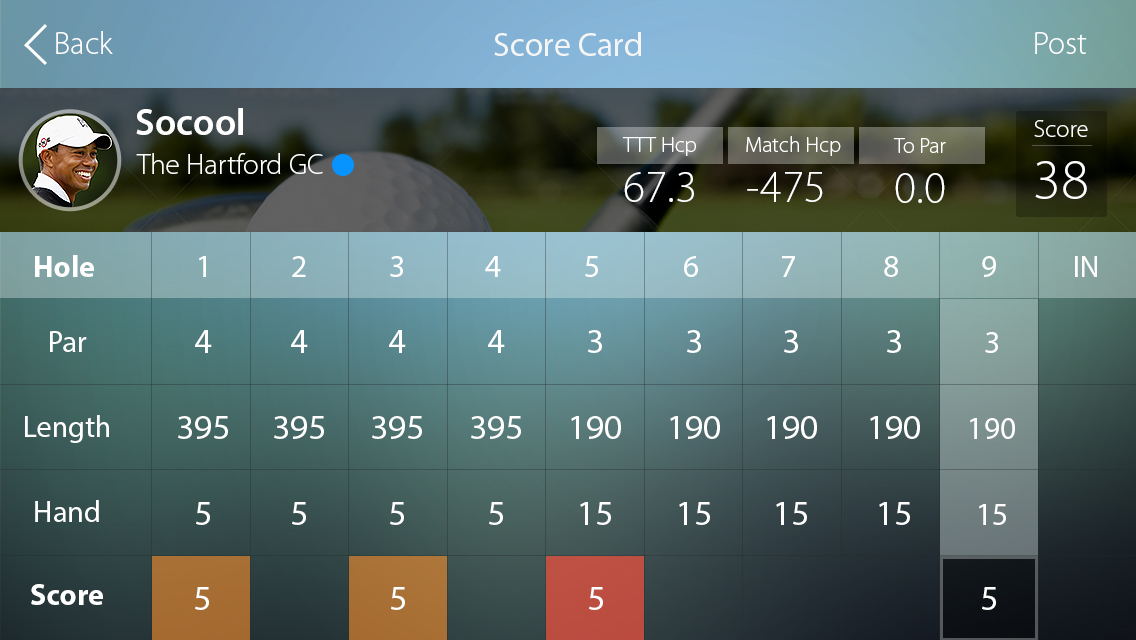 Back Score Card Post
Socool
The Hartford GC
TTT Hcp Match Hcp To Par Score
67.3 -475 0.0 38
Hole 1 2 3 4 5 6 7 8 9 IN
Par 4 4 4 4 3 3 3 3 3
Length 395 395 395 395 190 190 190 190 190
Hand 5 5 5 5 15 15 15 15 15
Score 5 5 5 5